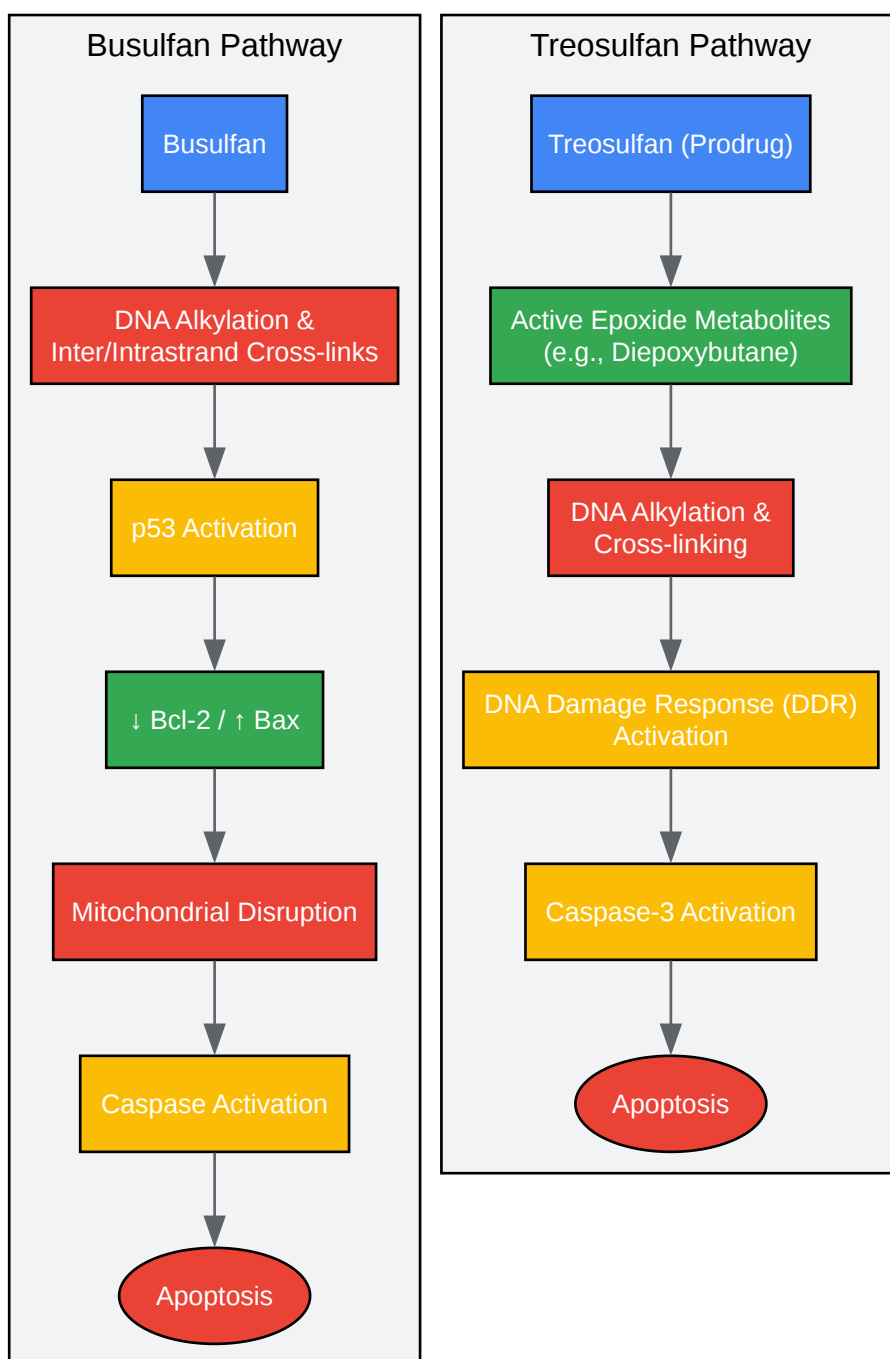 Busulfan Pathway
Busulfan
DNA Alkylation &
Inter/Intrastrand Cross-links
p53 Activation
↓ Bcl-2 / ↑ Bax
Mitochondrial Disruption
Caspase Activation
Apoptosis
Treosulfan Pathway
Treosulfan (Prodrug)
Active Epoxide Metabolites
(e.g., Diepoxybutane)
DNA Alkylation &
Cross-linking
DNA Damage Response (DDR)
Activation
Caspase-3 Activation
Apoptosis